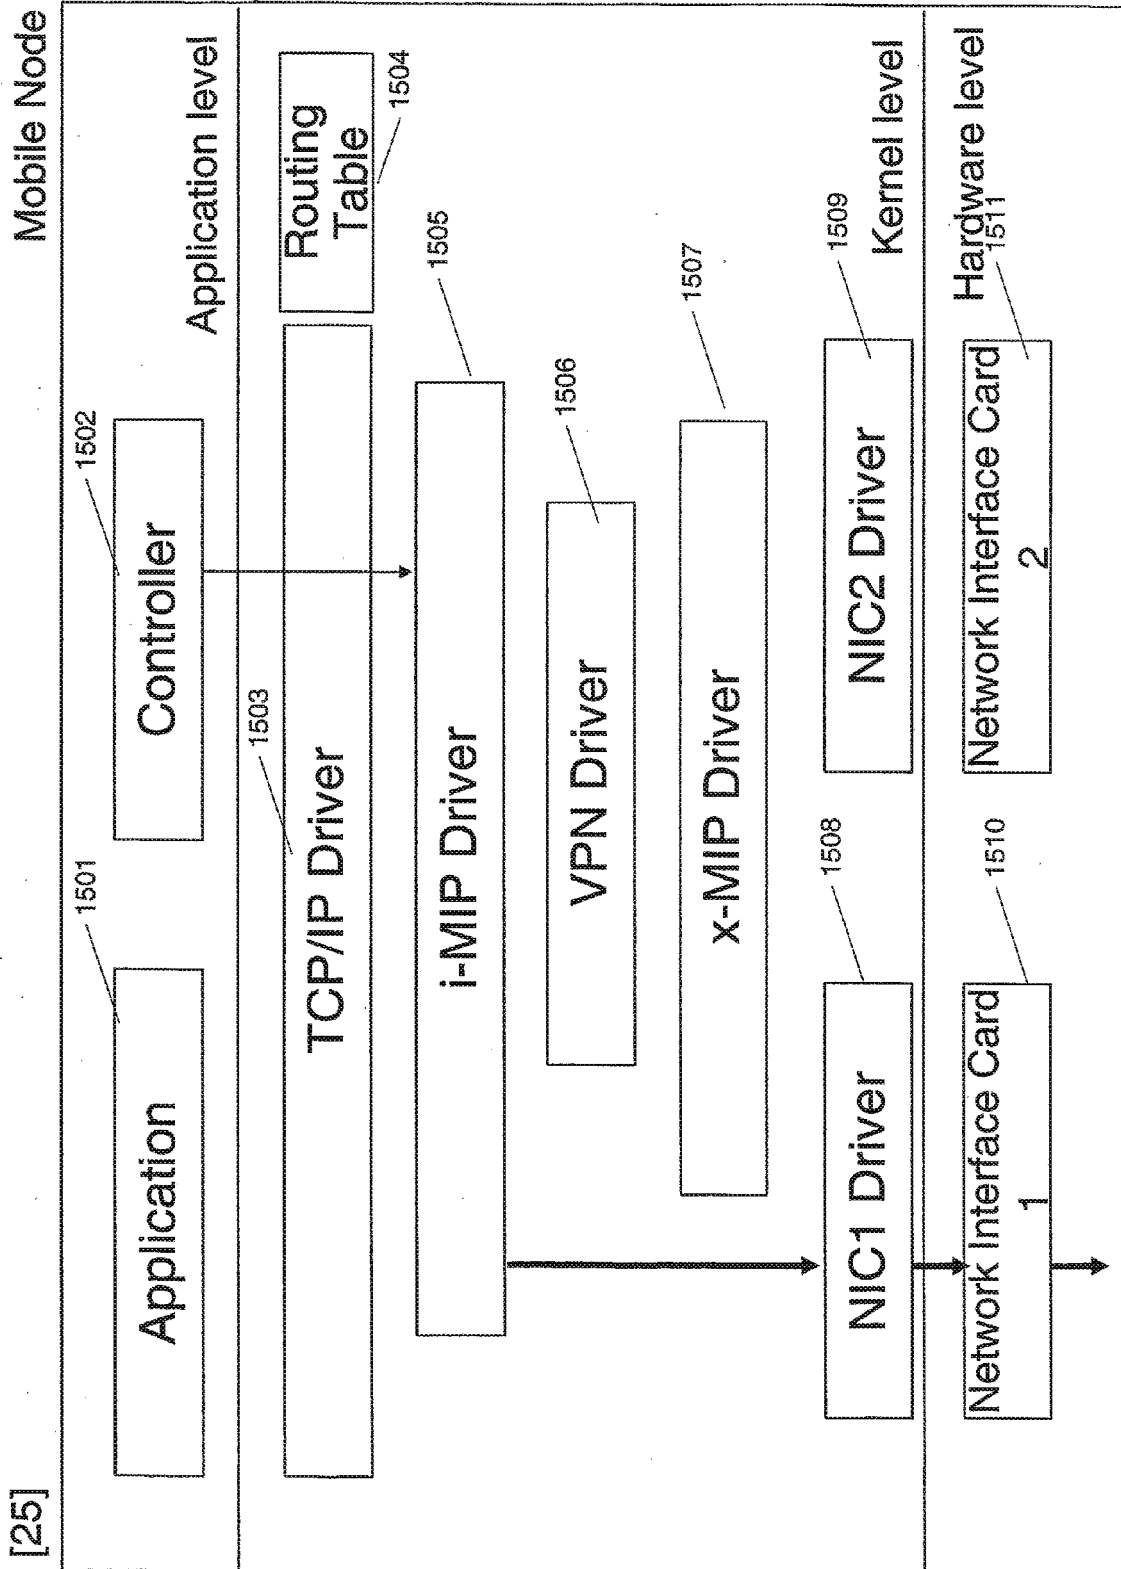 [25]
Mobile Node
Application level
1501
Application
1502
Controller
1503
TCP/IP Driver
Routing
Table
1504
1505
i-MIP Driver
1506
VPN Driver
1507
x-MIP Driver
1508
NIC1 Driver
1509
NIC2 Driver
Kernel level
Hardware level
1510
Network Interface Card
1
1511
Network Interface Card
2